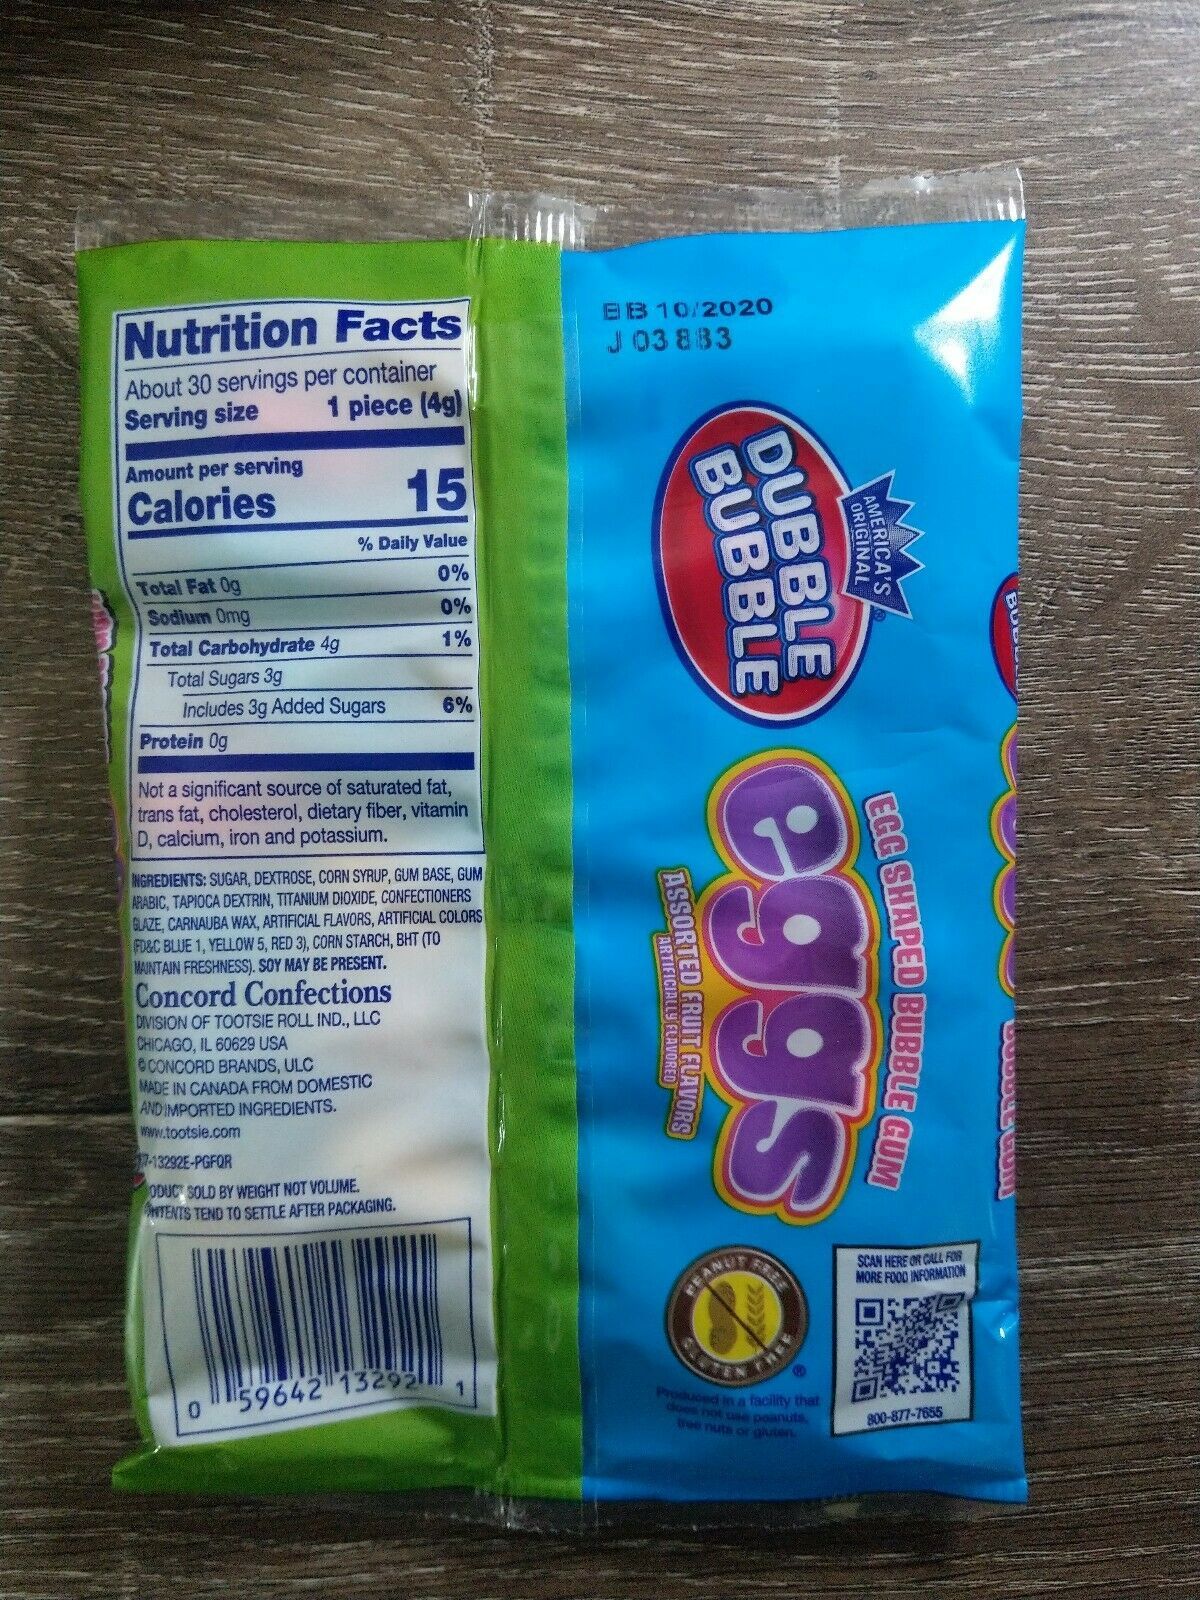 Nutrition Facts
About 30 servings per container
Serving size 1 piece (4g)
Amount per serving
Calories 15
% Daily Value
Total Fat 0g 0%
Sodium 0mg 0%
Total Carbohydrate 4g 1%
Total Sugars 3g
Includes 3g Added Sugars 6%
Protein 0g
Not a significant source of saturated fat,
trans fat, cholesterol, dietary fiber, vitamin
D, calcium, iron and potassium.
INGREDIENTS: SUGAR, DEXTROSE, CORN SYRUP, GUM BASE, GUM
ARABIC, TAPIOCA DEXTRIN, TITANIUM DIOXIDE, CONFECTIONERS
GLAZE, CARNAUBA WAX, ARTIFICIAL FLAVORS, ARTIFICIAL COLORS
(FD&C BLUE 1, YELLOW 5, RED 3), CORN STARCH, BHT (TO
MAINTAIN FRESHNESS). SOY MAY BE PRESENT.
Concord Confections
DIVISION OF TOOTSIE ROLL IND., LLC
CHICAGO, IL 60629 USA
© CONCORD BRANDS, ULC
MADE IN CANADA FROM DOMESTIC
AND IMPORTED INGREDIENTS.
www.tootsie.com
7-13292E-PGFQR
SOLD BY WEIGHT NOT VOLUME.
TEND TO SETTLE AFTER PACKAGING.
0 59642 13292 1
BB 10/2020
J 03883
AMERICA'S
ORIGINAL
DUBBLE
BUBBLE
®
EGG SHAPED BUBBLE GUM
eggs
ASSORTED FRUIT FLAVORS
ARTIFICIALLY FLAVORED
PEANUT FREE
GLUTEN FREE
®
Produced in a facility that
does not use peanuts,
tree nuts or gluten.
SCAN HERE OR CALL FOR
MORE FOOD INFORMATION
800-877-7655
BUBBLE GUM